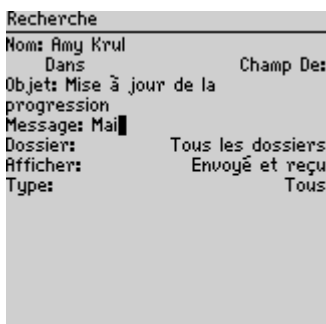 Recherche
Nom: Amy Krul
Dans Champ De:
Objet: Mise à jour de la
progression
Message: Mai
Dossier: Tous les dossiers
Afficher: Envoyé et reçu
Type: Tous